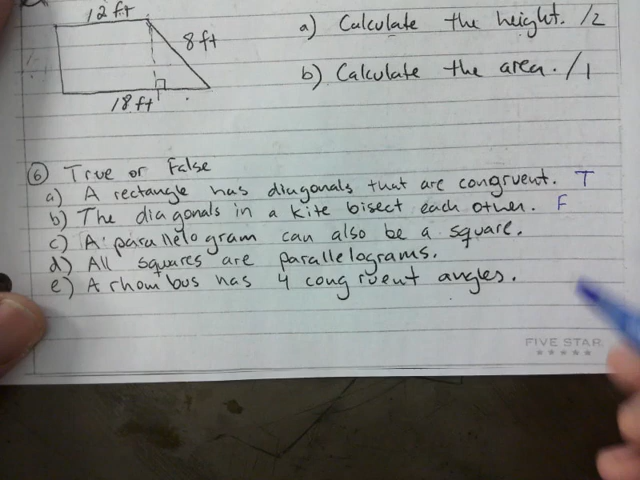 12 ft
a) Calculate the height. /2
8 ft
b) Calculate the area. /1
18 ft
6 True or False
a) A rectangle has diagonals that are congruent. T
b) The diagonals in a kite bisect each other. F
c) A parallelogram can also be a square.
d) All squares are parallelograms.
e) A rhombus has 4 congruent angles.
FIVE STAR